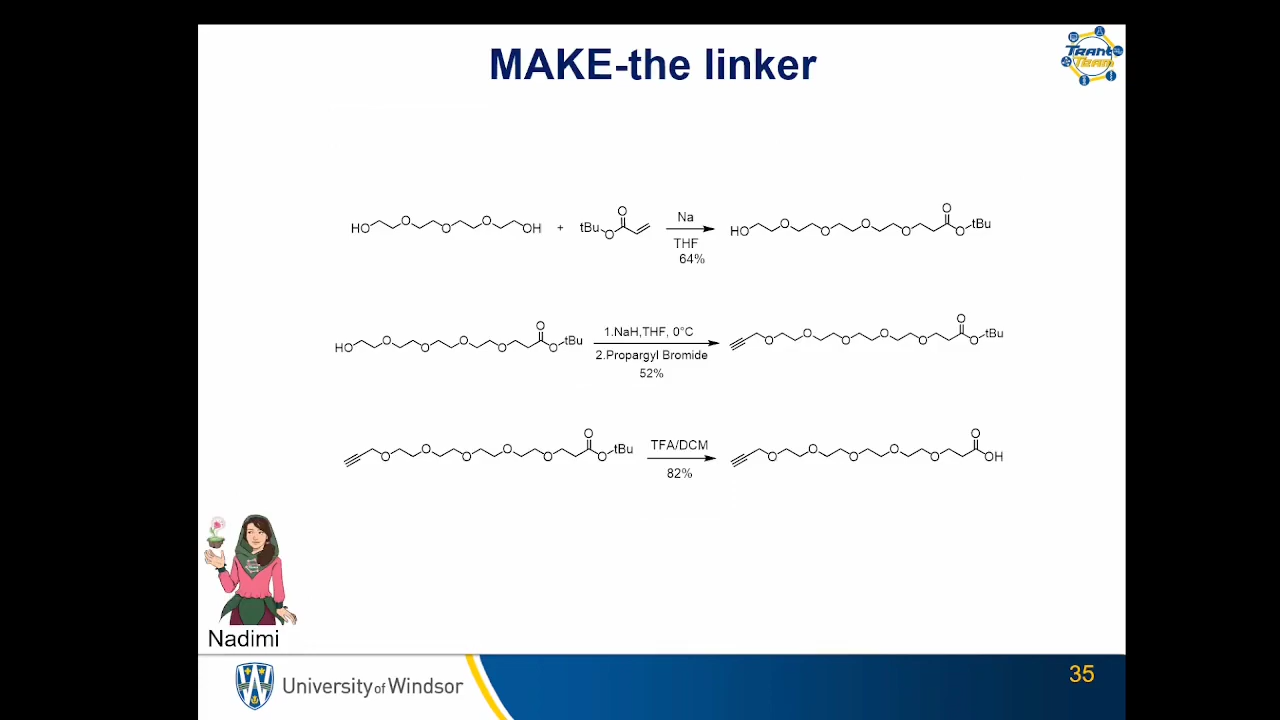 MAKE-the linker
TRANT
TEAM
HO O O O OH + tBu O O Na THF 64% HO O O O O O O tBu
HO O O O O O O tBu 1.NaH,THF, 0°C 2.Propargyl Bromide 52% O O O O O O O tBu
O O O O O O O tBu TFA/DCM 82% O O O O O O OH
Nadimi
University of Windsor
35